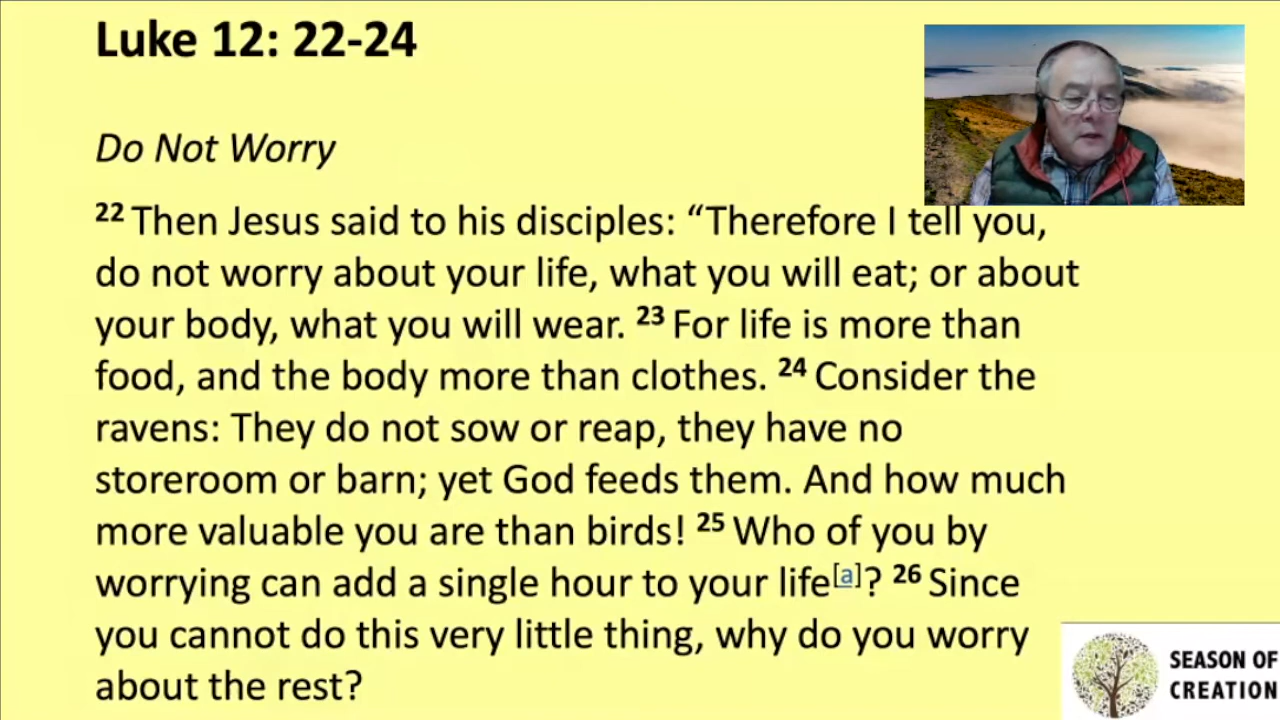 Luke 12: 22-24
Do Not Worry
22 Then Jesus said to his disciples: “Therefore I tell you,
do not worry about your life, what you will eat; or about
your body, what you will wear. 23 For life is more than
food, and the body more than clothes. 24 Consider the
ravens: They do not sow or reap, they have no
storeroom or barn; yet God feeds them. And how much
more valuable you are than birds! 25 Who of you by
worrying can add a single hour to your life[a]? 26 Since
you cannot do this very little thing, why do you worry
about the rest?
SEASON OF
CREATION